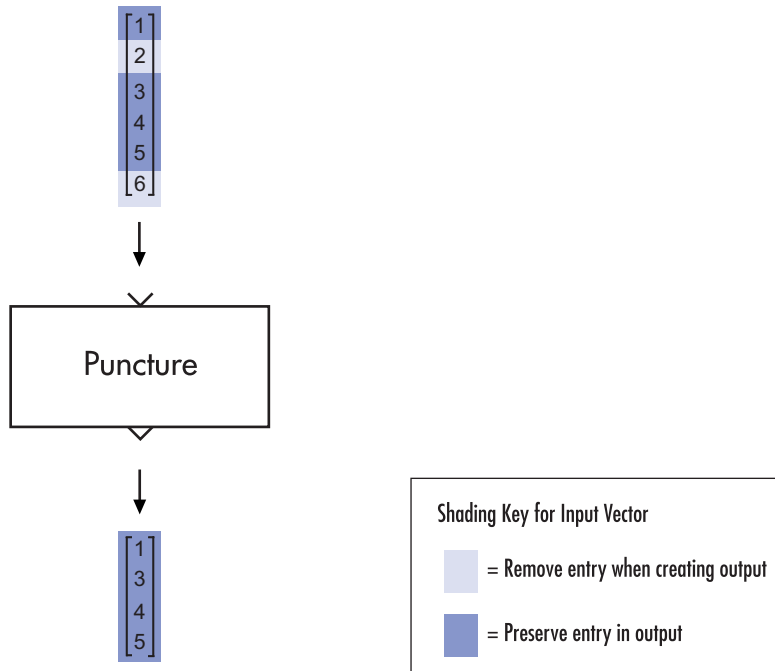 1
2
3
4
5
6
Puncture
1
3
4
5
Shading Key for Input Vector
= Remove entry when creating output
= Preserve entry in output